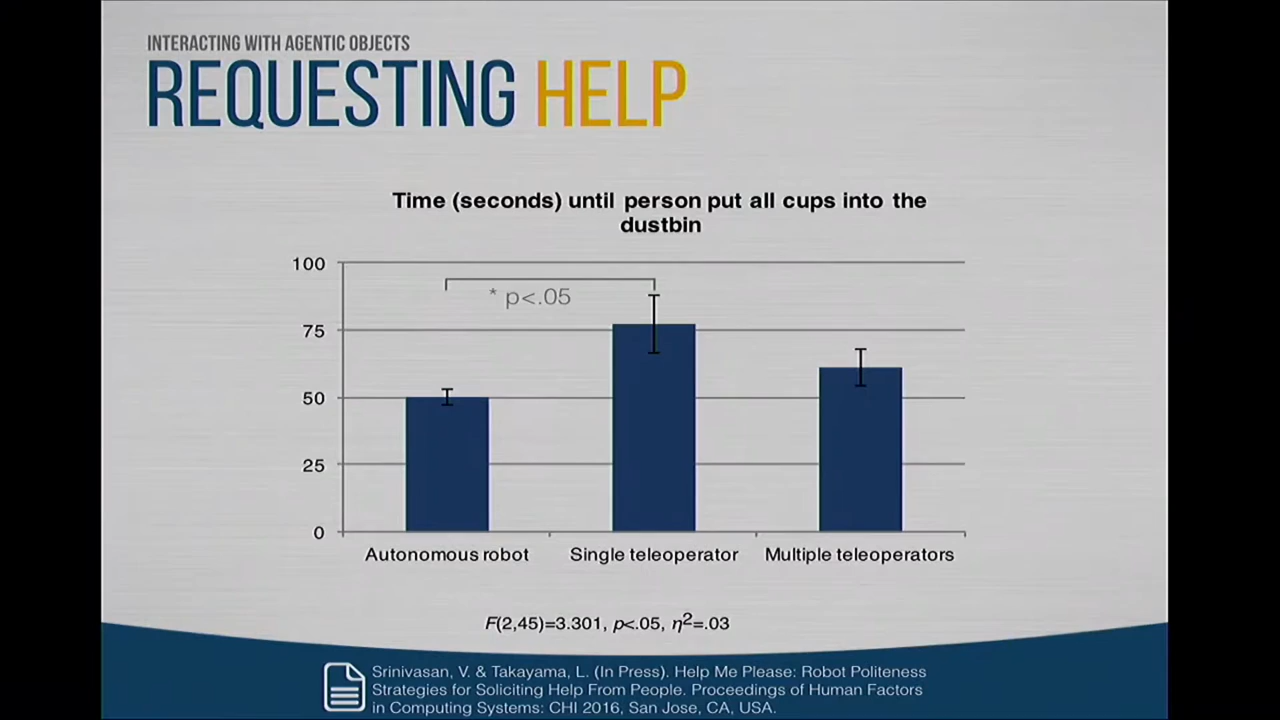 INTERACTING WITH AGENTIC OBJECTS
REQUESTING HELP
Time (seconds) until person put all cups into the
dustbin
100
* p<.05
75
50
25
0
Autonomous robot Single teleoperator Multiple teleoperators
F(2,45)=3.301, p<.05, η²=.03
Srinivasan, V. & Takayama, L. (In Press). Help Me Please: Robot Politeness
Strategies for Soliciting Help From People. Proceedings of Human Factors
in Computing Systems: CHI 2016, San Jose, CA, USA.